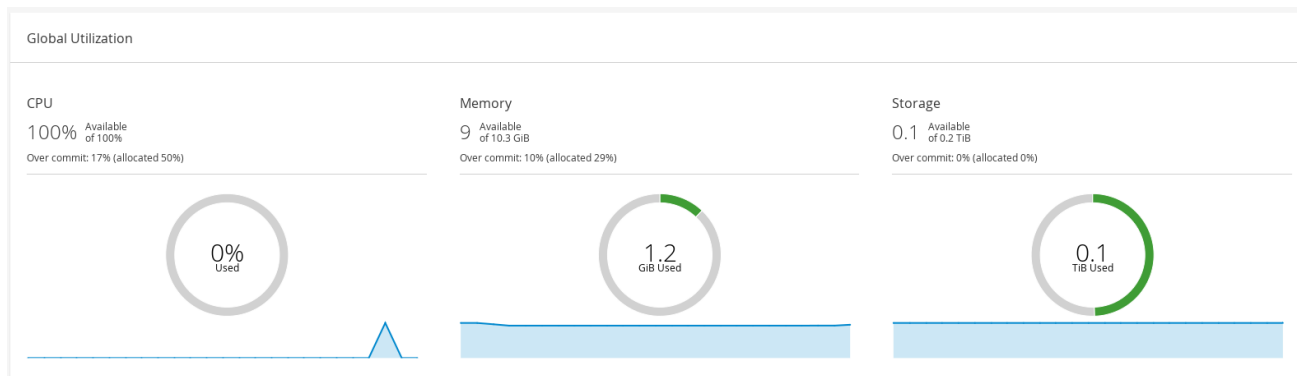 Global Utilization
CPU
100% Available
of 100%
Over commit: 17% (allocated 50%)
0%
Used
Memory
9 Available
of 10.3 GiB
Over commit: 10% (allocated 29%)
1.2
GiB Used
Storage
0.1 Available
of 0.2 TiB
Over commit: 0% (allocated 0%)
0.1
TiB Used